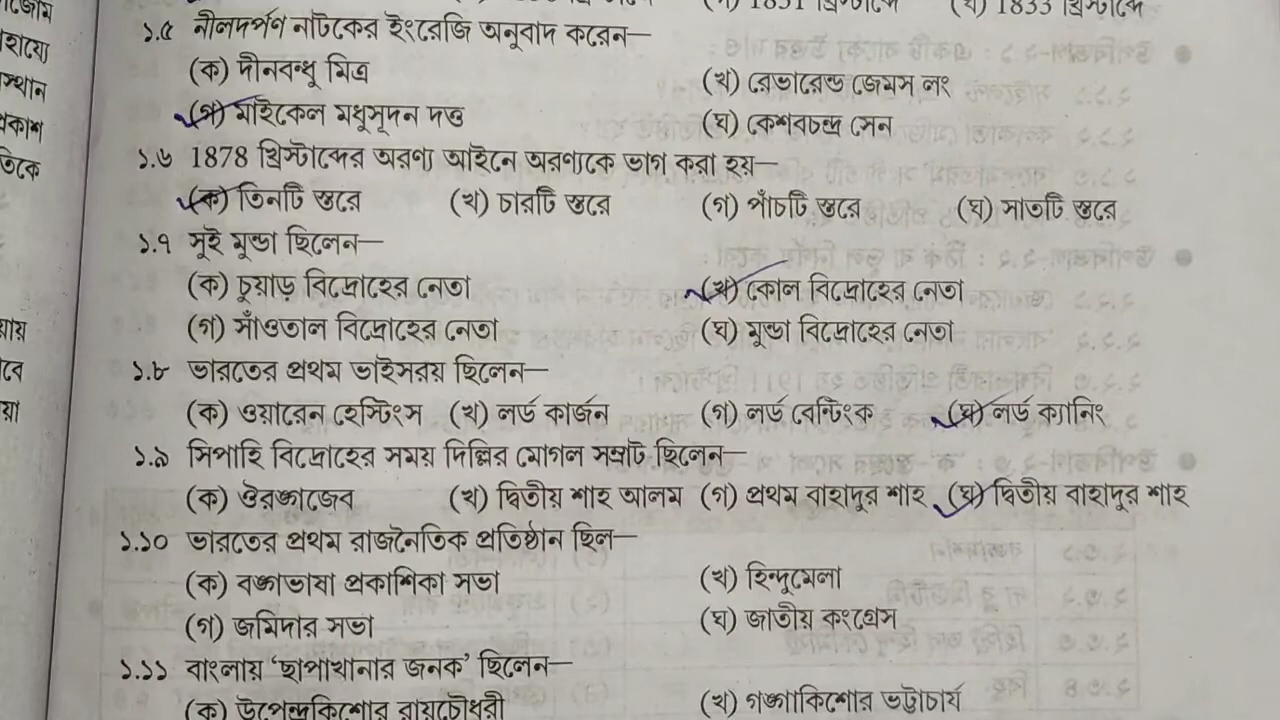 (গ) 1831 খ্রিস্টাব্দে (ঘ) 1833 খ্রিস্টাব্দে
হায্যে
স্থান
প্রকাশ
তিকে
য়ায়
বে
য়া
১.৫ নীলদর্পণ নাটকের ইংরেজি অনুবাদ করেন—
(ক) দীনবন্ধু মিত্র (খ) রেভারেন্ড জেমস লং
(গ) মাইকেল মধুসূদন দত্ত (ঘ) কেশবচন্দ্র সেন
১.৬ 1878 খ্রিস্টাব্দের অরণ্য আইনে অরণ্যকে ভাগ করা হয়—
(ক) তিনটি স্তরে (খ) চারটি স্তরে (গ) পাঁচটি স্তরে (ঘ) সাতটি স্তরে
১.৭ সুই মুন্ডা ছিলেন—
(ক) চুয়াড় বিদ্রোহের নেতা (খ) কোল বিদ্রোহের নেতা
(গ) সাঁওতাল বিদ্রোহের নেতা (ঘ) মুন্ডা বিদ্রোহের নেতা
১.৮ ভারতের প্রথম ভাইসরয় ছিলেন—
(ক) ওয়ারেন হেস্টিংস (খ) লর্ড কার্জন (গ) লর্ড বেন্টিংক (ঘ) লর্ড ক্যানিং
১.৯ সিপাহি বিদ্রোহের সময় দিল্লির মোগল সম্রাট ছিলেন—
(ক) ঔরঙ্গজেব (খ) দ্বিতীয় শাহ আলম (গ) প্রথম বাহাদুর শাহ (ঘ) দ্বিতীয় বাহাদুর শাহ
১.১০ ভারতের প্রথম রাজনৈতিক প্রতিষ্ঠান ছিল—
(ক) বঙ্গভাষা প্রকাশিকা সভা (খ) হিন্দুমেলা
(গ) জমিদার সভা (ঘ) জাতীয় কংগ্রেস
১.১১ বাংলায় ‘ছাপাখানার জনক’ ছিলেন—
(ক) উপেন্দ্রকিশোর রায়চৌধুরী (খ) গঙ্গাকিশোর ভট্টাচার্য